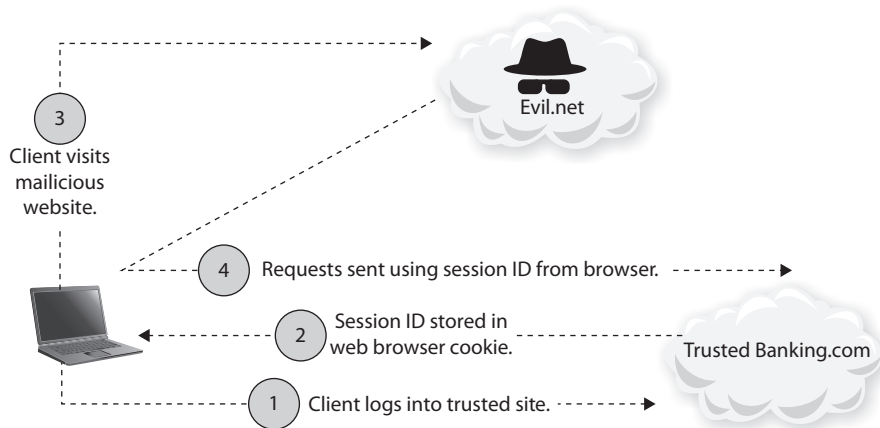 Evil.net
3
Client visits
mailicious
website.
4
Requests sent using session ID from browser.
2
Session ID stored in
web browser cookie.
Trusted Banking.com
1
Client logs into trusted site.